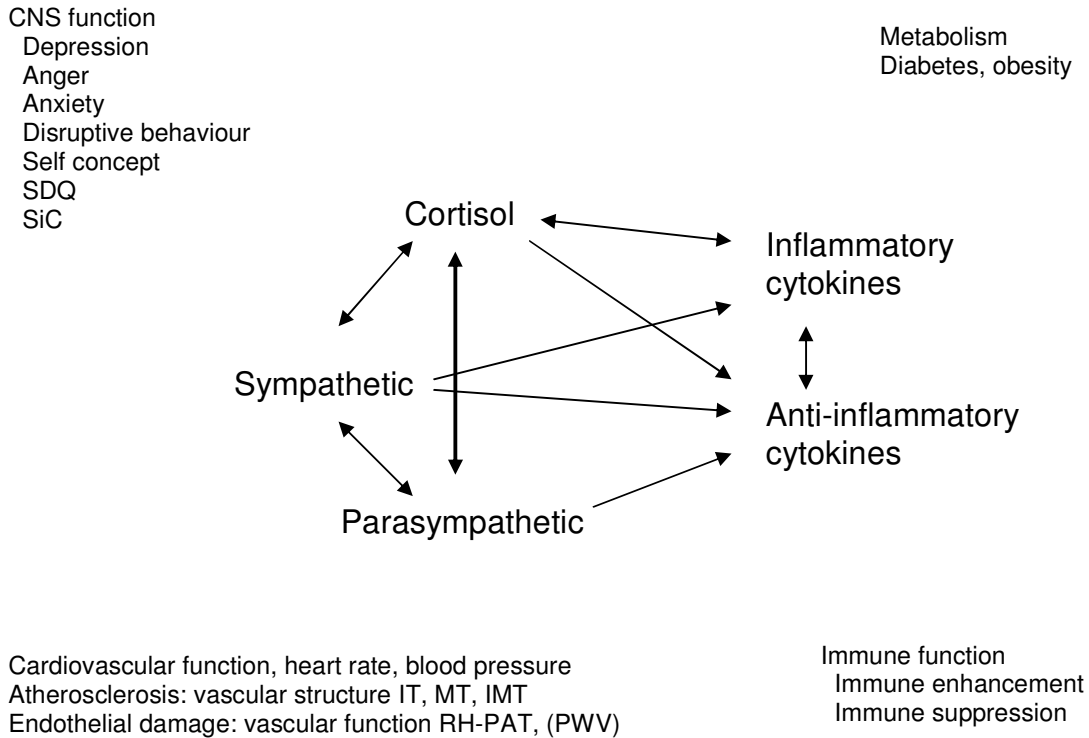 CNS function
Depression
Anger
Anxiety
Disruptive behaviour
Self concept
SDQ
SiC
Metabolism
Diabetes, obesity
Cortisol
Inflammatory
cytokines
Sympathetic
Anti-inflammatory
cytokines
Parasympathetic
Cardiovascular function, heart rate, blood pressure
Atherosclerosis: vascular structure IT, MT, IMT
Endothelial damage: vascular function RH-PAT, (PWV)
Immune function
Immune enhancement
Immune suppression